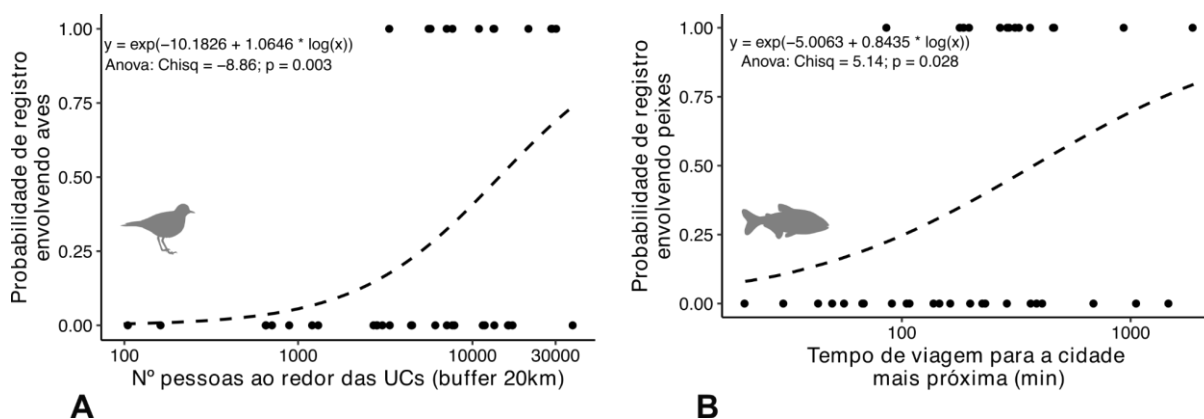 Probabilidade de registro
envolvendo aves
1.00
0.75
0.50
0.25
0.00
y = exp(−10.1826 + 1.0646 * log(x))
Anova: Chisq = −8.86; p = 0.003
100
1000
10000
30000
Nº pessoas ao redor das UCs (buffer 20km)
A
Probabilidade de registro
envolvendo peixes
1.00
0.75
0.50
0.25
0.00
y = exp(−5.0063 + 0.8435 * log(x))
Anova: Chisq = 5.14; p = 0.028
100
1000
Tempo de viagem para a cidade
mais próxima (min)
B